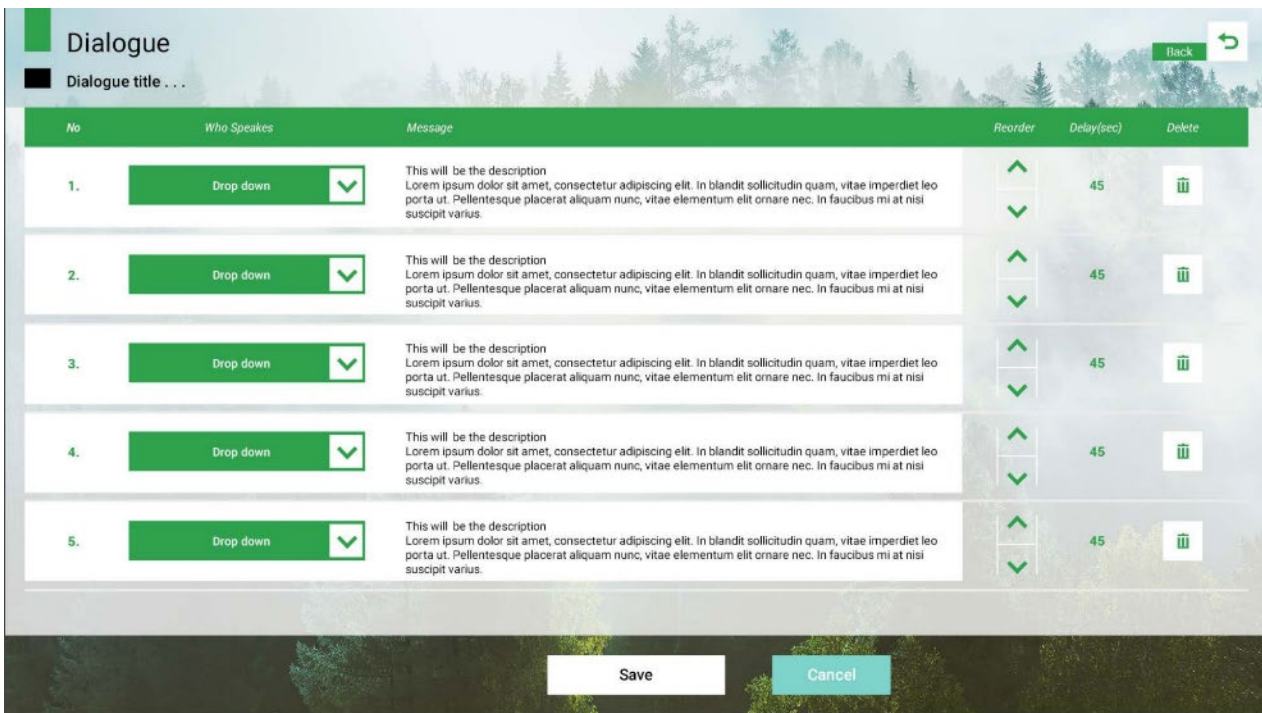 Dialogue
Back
Dialogue title . . .
No Who Speakes Message Reorder Delay(sec) Delete
This will be the description
1. Drop down Lorem ipsum dolor sit amet, consectetur adipiscing elit. In blandit sollicitudin quam, vitae imperdiet leo 45
porta ut. Pellentesque placerat aliquam nunc, vitae elementum elit ornare nec. In faucibus mi at nisi
suscipit varius.
This will be the description
2. Drop down Lorem ipsum dolor sit amet, consectetur adipiscing elit. In blandit sollicitudin quam, vitae imperdiet leo 45
porta ut. Pellentesque placerat aliquam nunc, vitae elementum elit ornare nec. In faucibus mi at nisi
suscipit varius.
This will be the description
3. Drop down Lorem ipsum dolor sit amet, consectetur adipiscing elit. In blandit sollicitudin quam, vitae imperdiet leo 45
porta ut. Pellentesque placerat aliquam nunc, vitae elementum elit ornare nec. In faucibus mi at nisi
suscipit varius.
This will be the description
4. Drop down Lorem ipsum dolor sit amet, consectetur adipiscing elit. In blandit sollicitudin quam, vitae imperdiet leo 45
porta ut. Pellentesque placerat aliquam nunc, vitae elementum elit ornare nec. In faucibus mi at nisi
suscipit varius.
This will be the description
5. Drop down Lorem ipsum dolor sit amet, consectetur adipiscing elit. In blandit sollicitudin quam, vitae imperdiet leo 45
porta ut. Pellentesque placerat aliquam nunc, vitae elementum elit ornare nec. In faucibus mi at nisi
suscipit varius.
Save Cancel